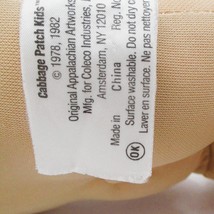 Cabbage Patch Kids™
© 1978, 1982
Original Appalachian Artworks
Mfg. for Coleco Industries,
Amsterdam, NY 12010
Reg. No
Made in
China
Surface washable. Do not dry c
Laver en surface. Ne pas nettoyer
OK